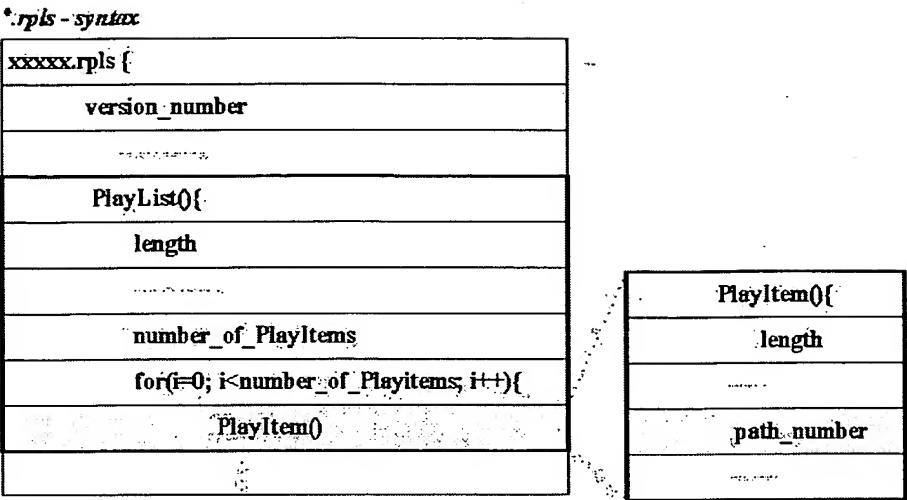 *.rpls - syntax
xxxxx.rpls {
version_number
PlayList(){
length
number_of_PlayItems
for(i=0; i<number_of_Playitems; i++){
PlayItem()
PlayItem(){
length
path_number